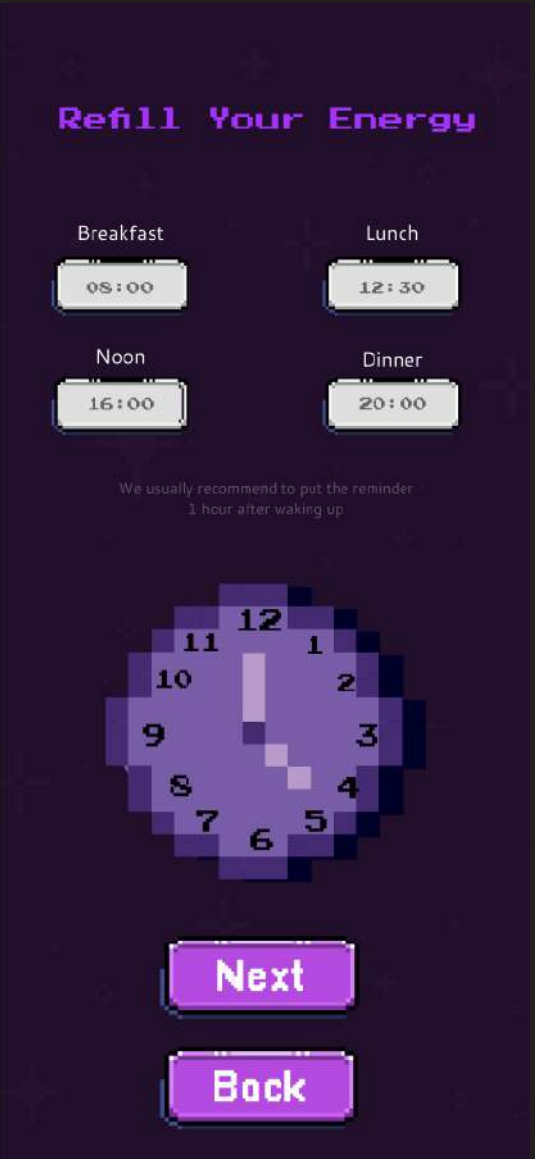 Refill Your Energy
Breakfast
Lunch
08:00
12:30
Noon
Dinner
16:00
20:00
We usually recommend to put the reminder
1 hour after waking up
12
11
1
10
2
9
3
8
4
7
5
6
Next
Back